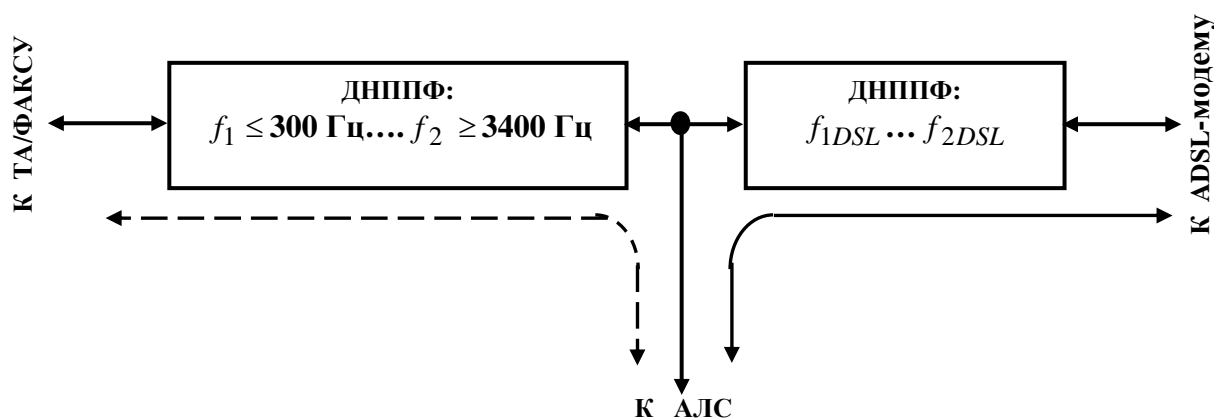 К ТА/ФАКСУ
ДНППФ:
f₁ ≤ 300 Гц.... f₂ ≥ 3400 Гц
ДНППФ:
f₁DSL ... f₂DSL
К ADSL-модему
К АЛС